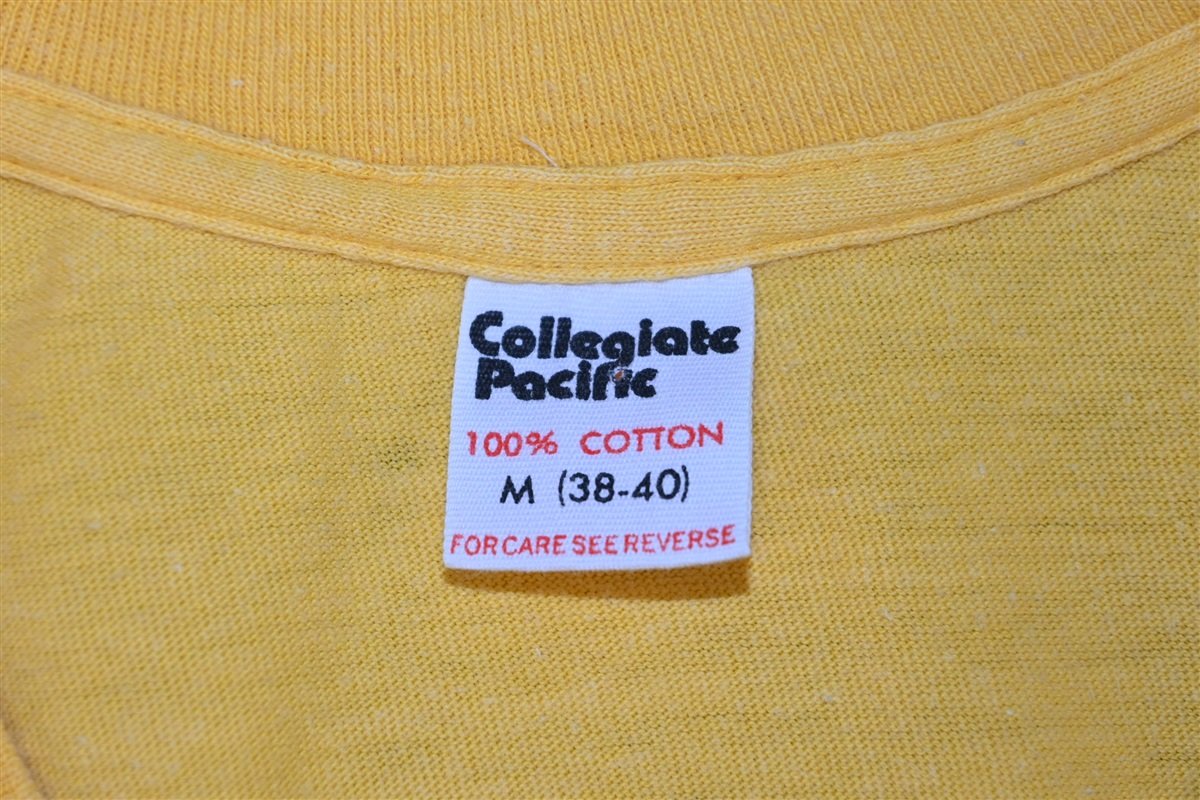 Collegiate
Pacific
100% COTTON
M (38-40)
FOR CARE SEE REVERSE